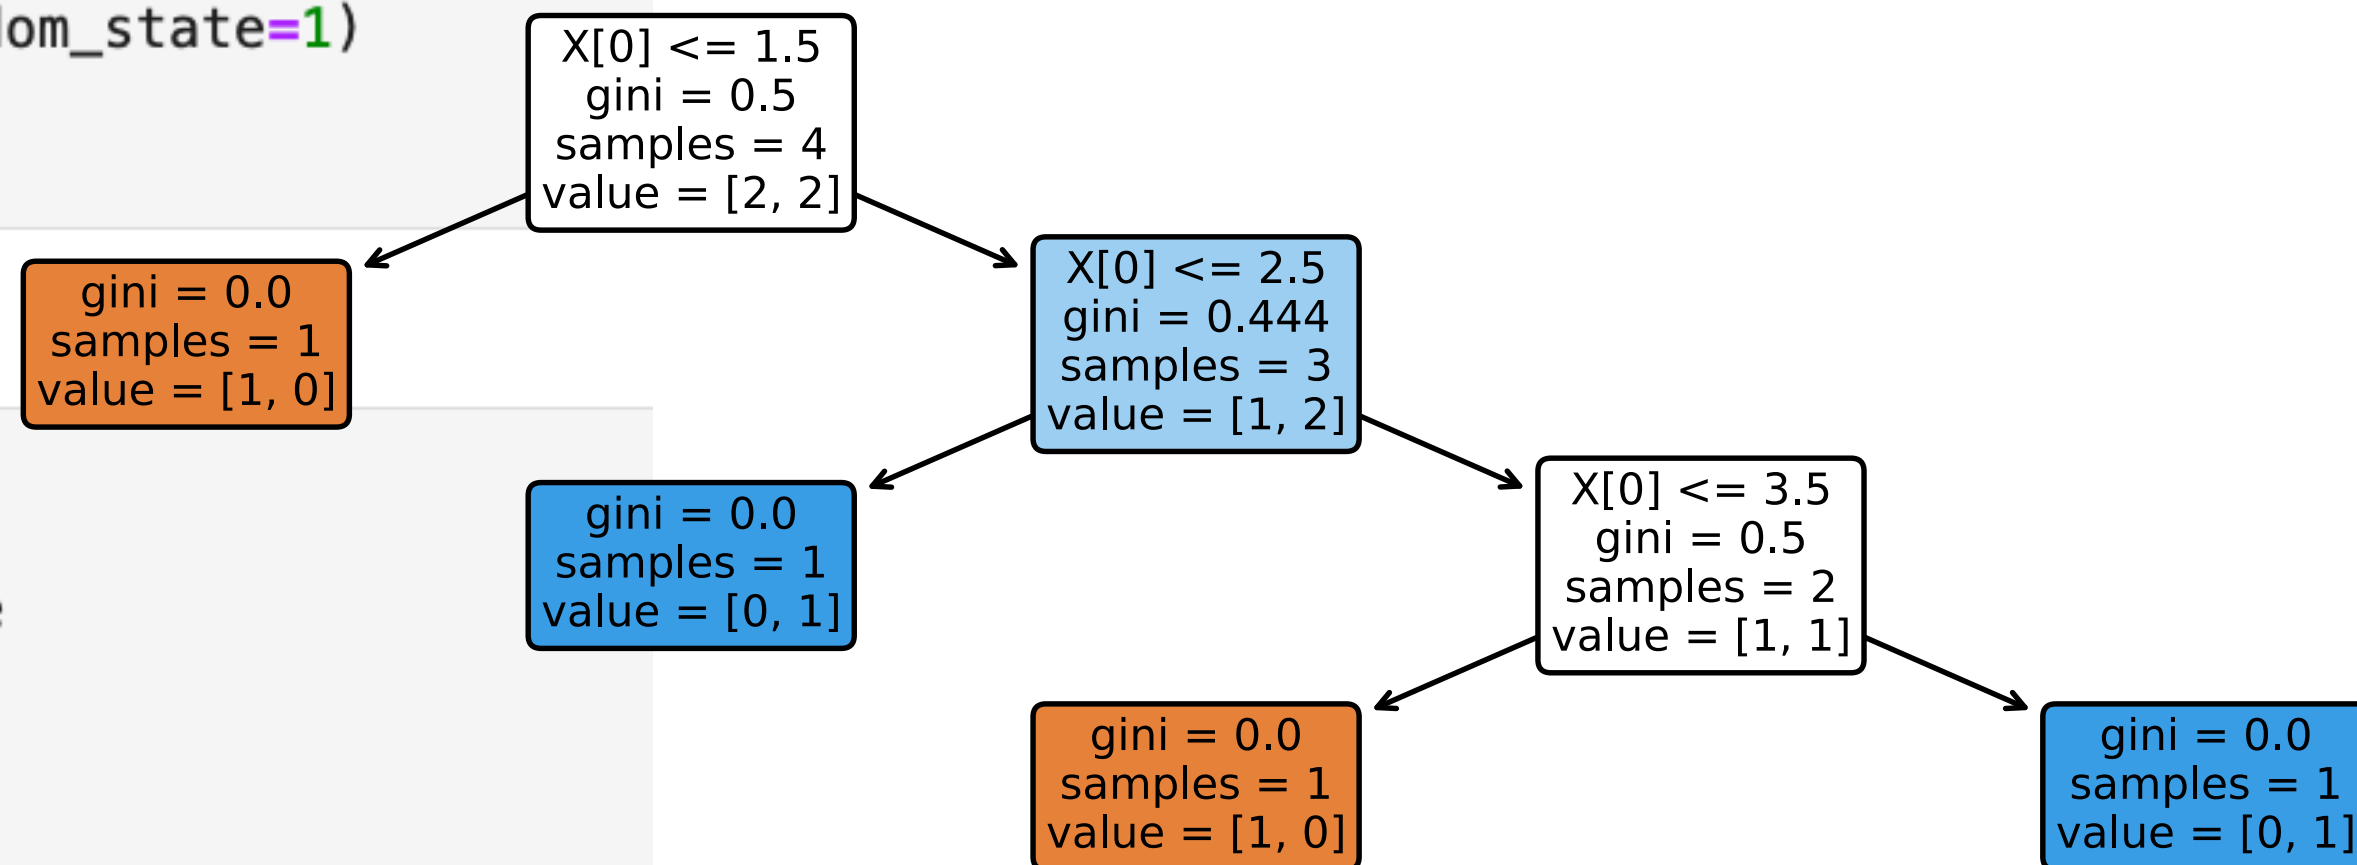 om_state=1)
X[0] <= 1.5
gini = 0.5
samples = 4
value = [2, 2]
gini = 0.0
samples = 1
value = [1, 0]
X[0] <= 2.5
gini = 0.444
samples = 3
value = [1, 2]
gini = 0.0
samples = 1
value = [0, 1]
X[0] <= 3.5
gini = 0.5
samples = 2
value = [1, 1]
gini = 0.0
samples = 1
value = [1, 0]
gini = 0.0
samples = 1
value = [0, 1]